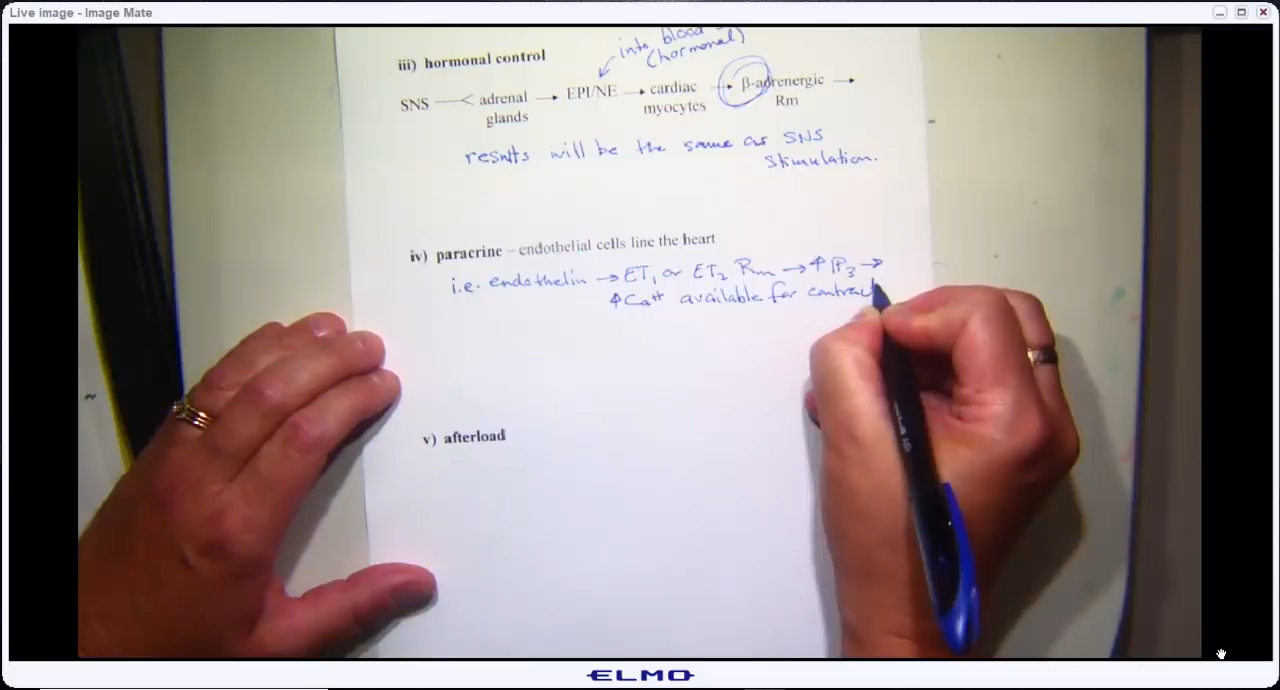 Live image - Image Mate
into blood
(hormonal)
iii) hormonal control
SNS —< adrenal glands → EPI/NE → cardiac myocytes → β-adrenergic Rm →
results will be the same as SNS
stimulation.
iv) paracrine – endothelial cells line the heart
i.e. endothelin → ET₁ or ET₂ Rm → ↑ IP₃ →
↑ Ca⁺⁺ available for contract
v) afterload
ELMO